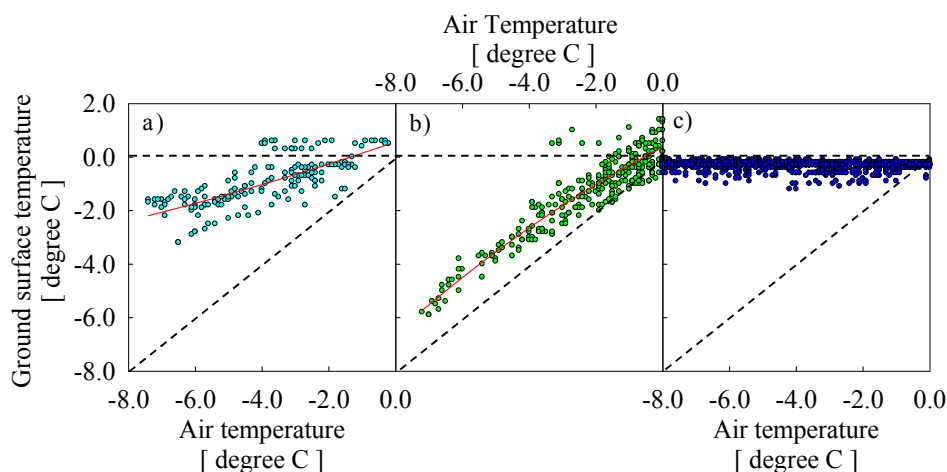 Air Temperature
[ degree C ]
-8.0 -6.0 -4.0 -2.0 0.0
2.0
0.0
-2.0
-4.0
-6.0
-8.0
Ground surface temperature
[ degree C ]
a)
b)
c)
-8.0 -6.0 -4.0 -2.0 0.0
-8.0 -6.0 -4.0 -2.0 0.0
Air temperature
[ degree C ]
Air temperature
[ degree C ]